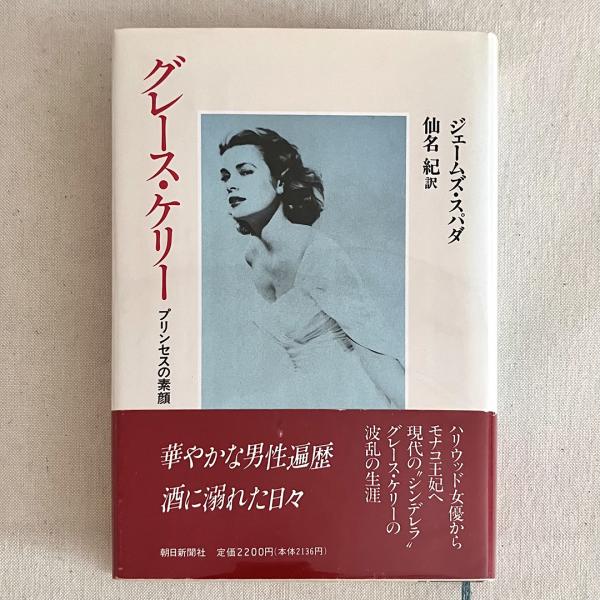 グレース・ケリー
プリンセスの素顔
ジェームズ・スパダ
仙名 紀 訳
ハリウッド女優から
モナコ王妃へ
現代の“シンデレラ”
グレース・ケリーの
波乱の生涯
華やかな男性遍歴
酒に溺れた日々
朝日新聞社 定価2200円(本体2136円)